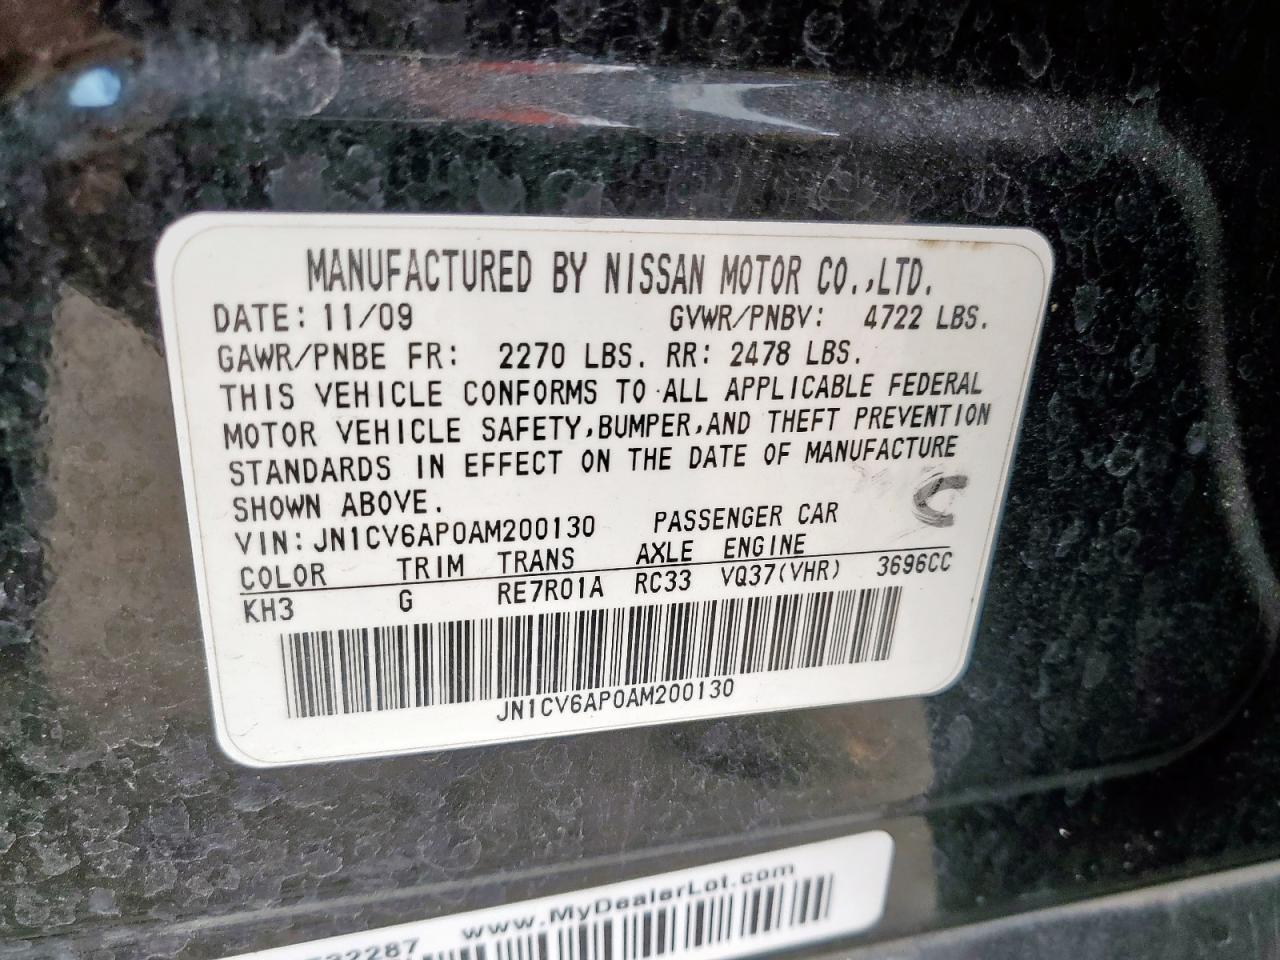 MANUFACTURED BY NISSAN MOTOR CO.,LTD.
DATE: 11/09 GVWR/PNBV: 4722 LBS.
GAWR/PNBE FR: 2270 LBS. RR: 2478 LBS.
THIS VEHICLE CONFORMS TO ALL APPLICABLE FEDERAL
MOTOR VEHICLE SAFETY,BUMPER,AND THEFT PREVENTION
STANDARDS IN EFFECT ON THE DATE OF MANUFACTURE
SHOWN ABOVE.
VIN: JN1CV6AP0AM200130 PASSENGER CAR
COLOR TRIM TRANS AXLE ENGINE
KH3 G RE7R01A RC33 VQ37(VHR) 3696CC
JN1CV6AP0AM200130
www.MyDealerLot.com